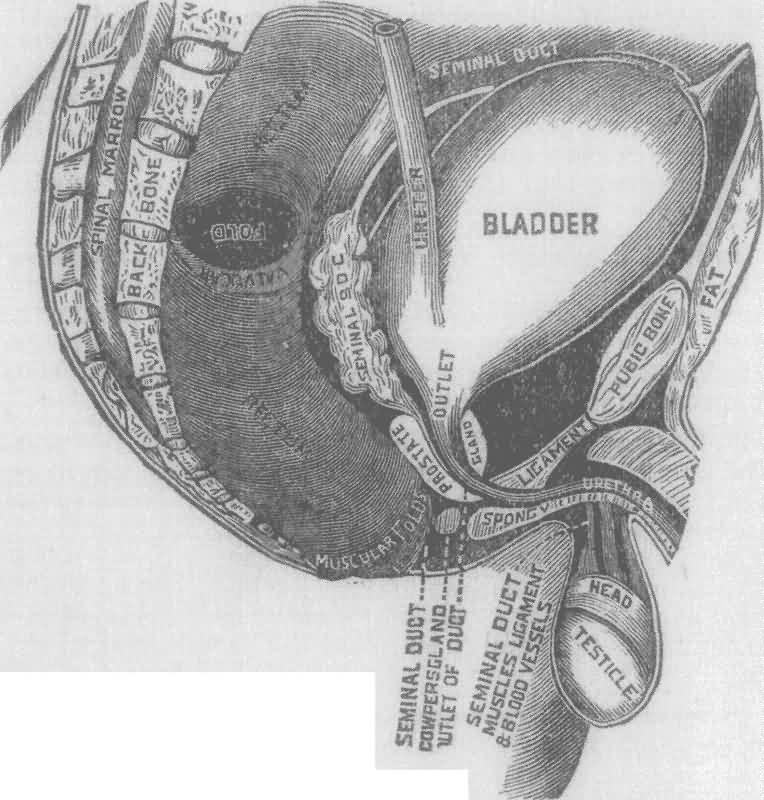 SEMINAL DUCT
SPINAL MARROW
BACK BONE
URETER
BLADDER
FOLD
VALVULAR
SEMINAL SAC
FAT
PUBIC BONE
OUTLET
PROSTATE
GLAND
LIGAMENT
URETHRA
SPONGY
MUSCULAR FOLDS
HEAD
TESTICLE
SEMINAL DUCT
COWPERSGLAND
UTLET OF DUCT
SEMINAL DUCT
MUSCLES LIGAMENT
& BLOOD VESSELS